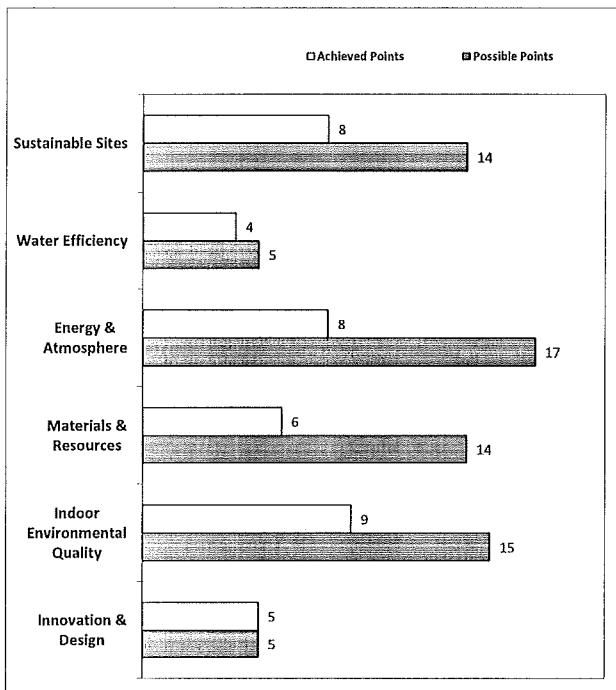 Achieved Points Possible Points
Sustainable Sites
8
14
Water Efficiency
4
5
Energy &
Atmosphere
8
17
Materials &
Resources
6
14
Indoor
Environmental
Quality
9
15
Innovation &
Design
5
5